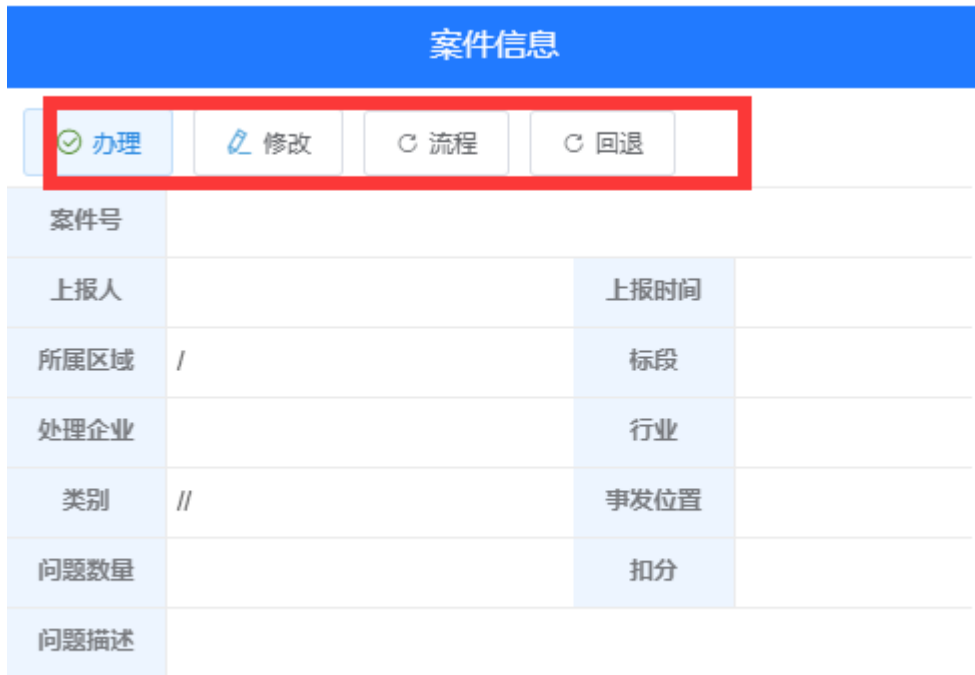 案件信息
办理 修改 流程 回退
案件号
上报人 上报时间
所属区域 / 标段
处理企业 行业
类别 // 事发位置
问题数量 扣分
问题描述